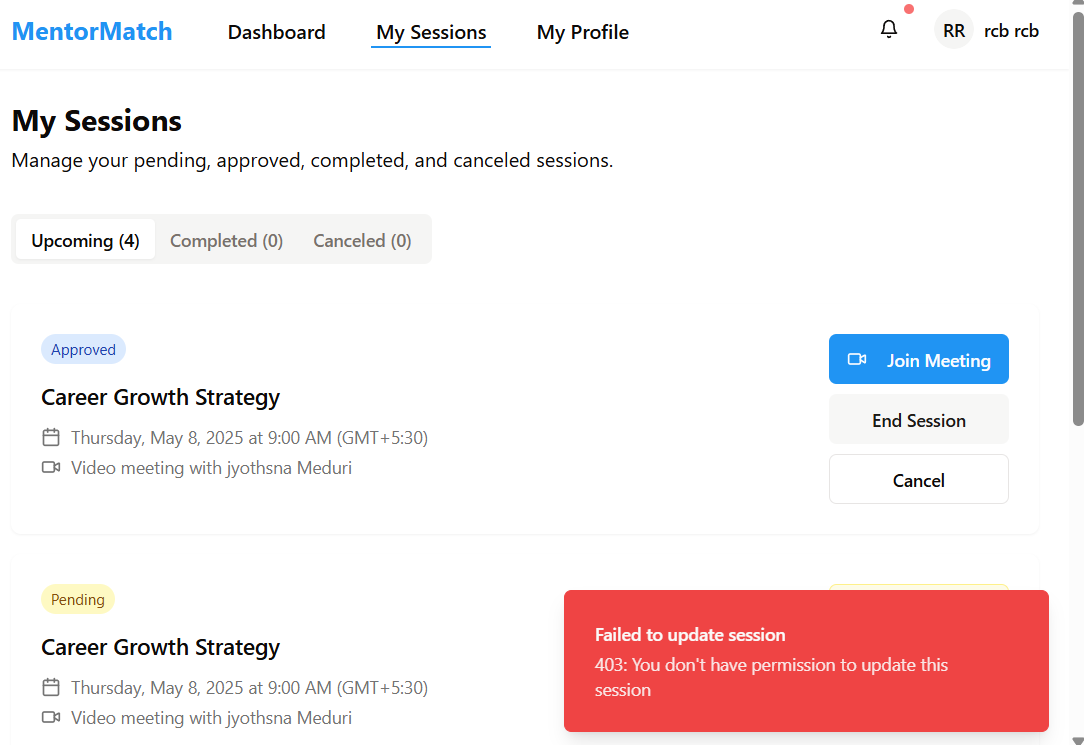 MentorMatch Dashboard My Sessions My Profile RR rcb rcb
My Sessions
Manage your pending, approved, completed, and canceled sessions.
Upcoming (4) Completed (0) Canceled (0)
Approved
Career Growth Strategy
Thursday, May 8, 2025 at 9:00 AM (GMT+5:30)
Video meeting with jyothsna Meduri
Join Meeting
End Session
Cancel
Pending
Career Growth Strategy
Thursday, May 8, 2025 at 9:00 AM (GMT+5:30)
Video meeting with jyothsna Meduri
Failed to update session
403: You don't have permission to update this
session